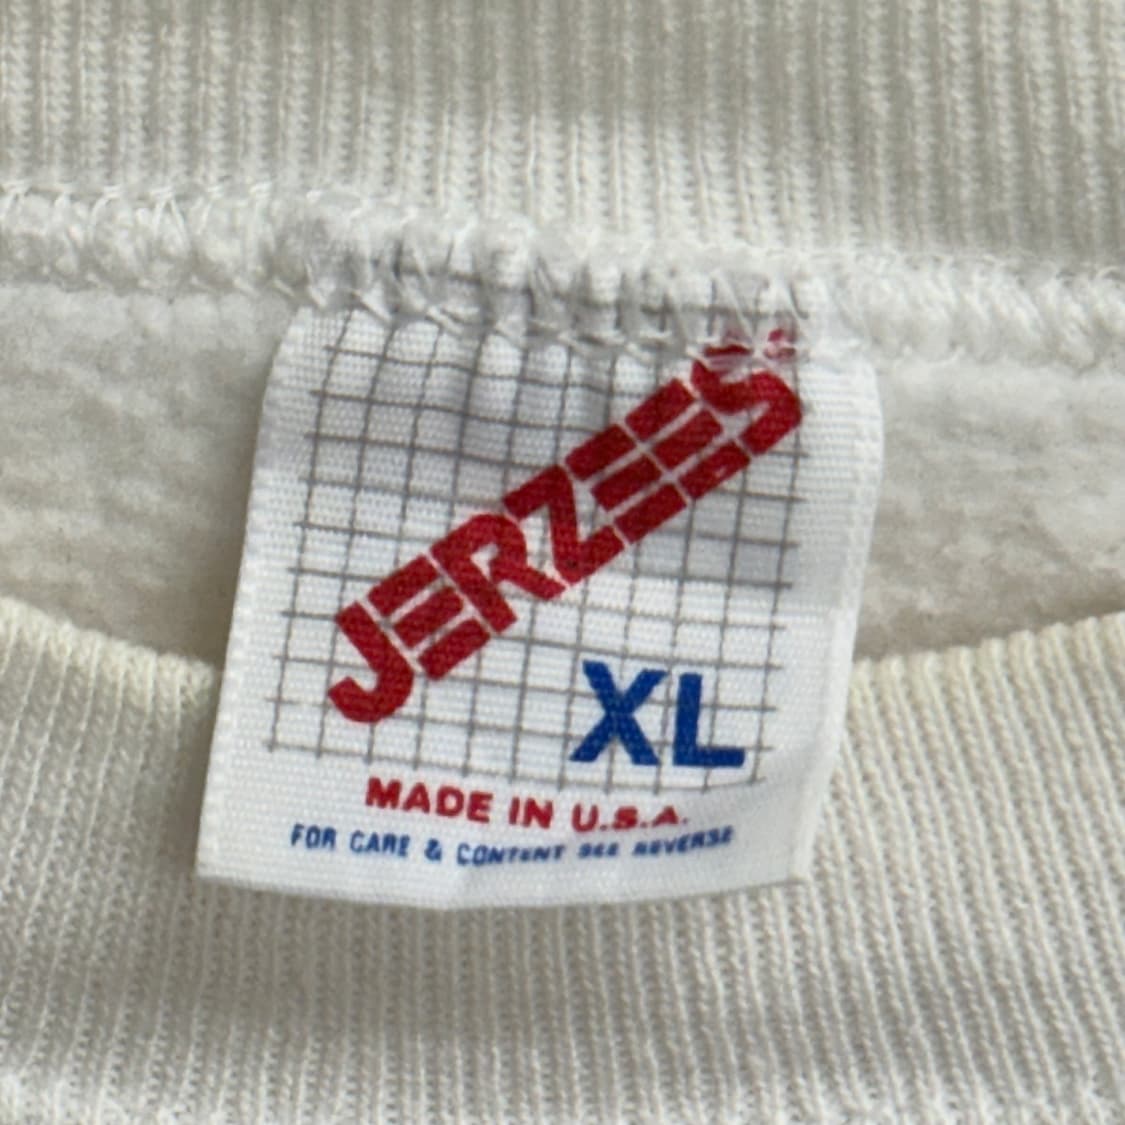 JERZEES
XL
MADE IN U.S.A.
FOR CARE & CONTENT SEE REVERSE